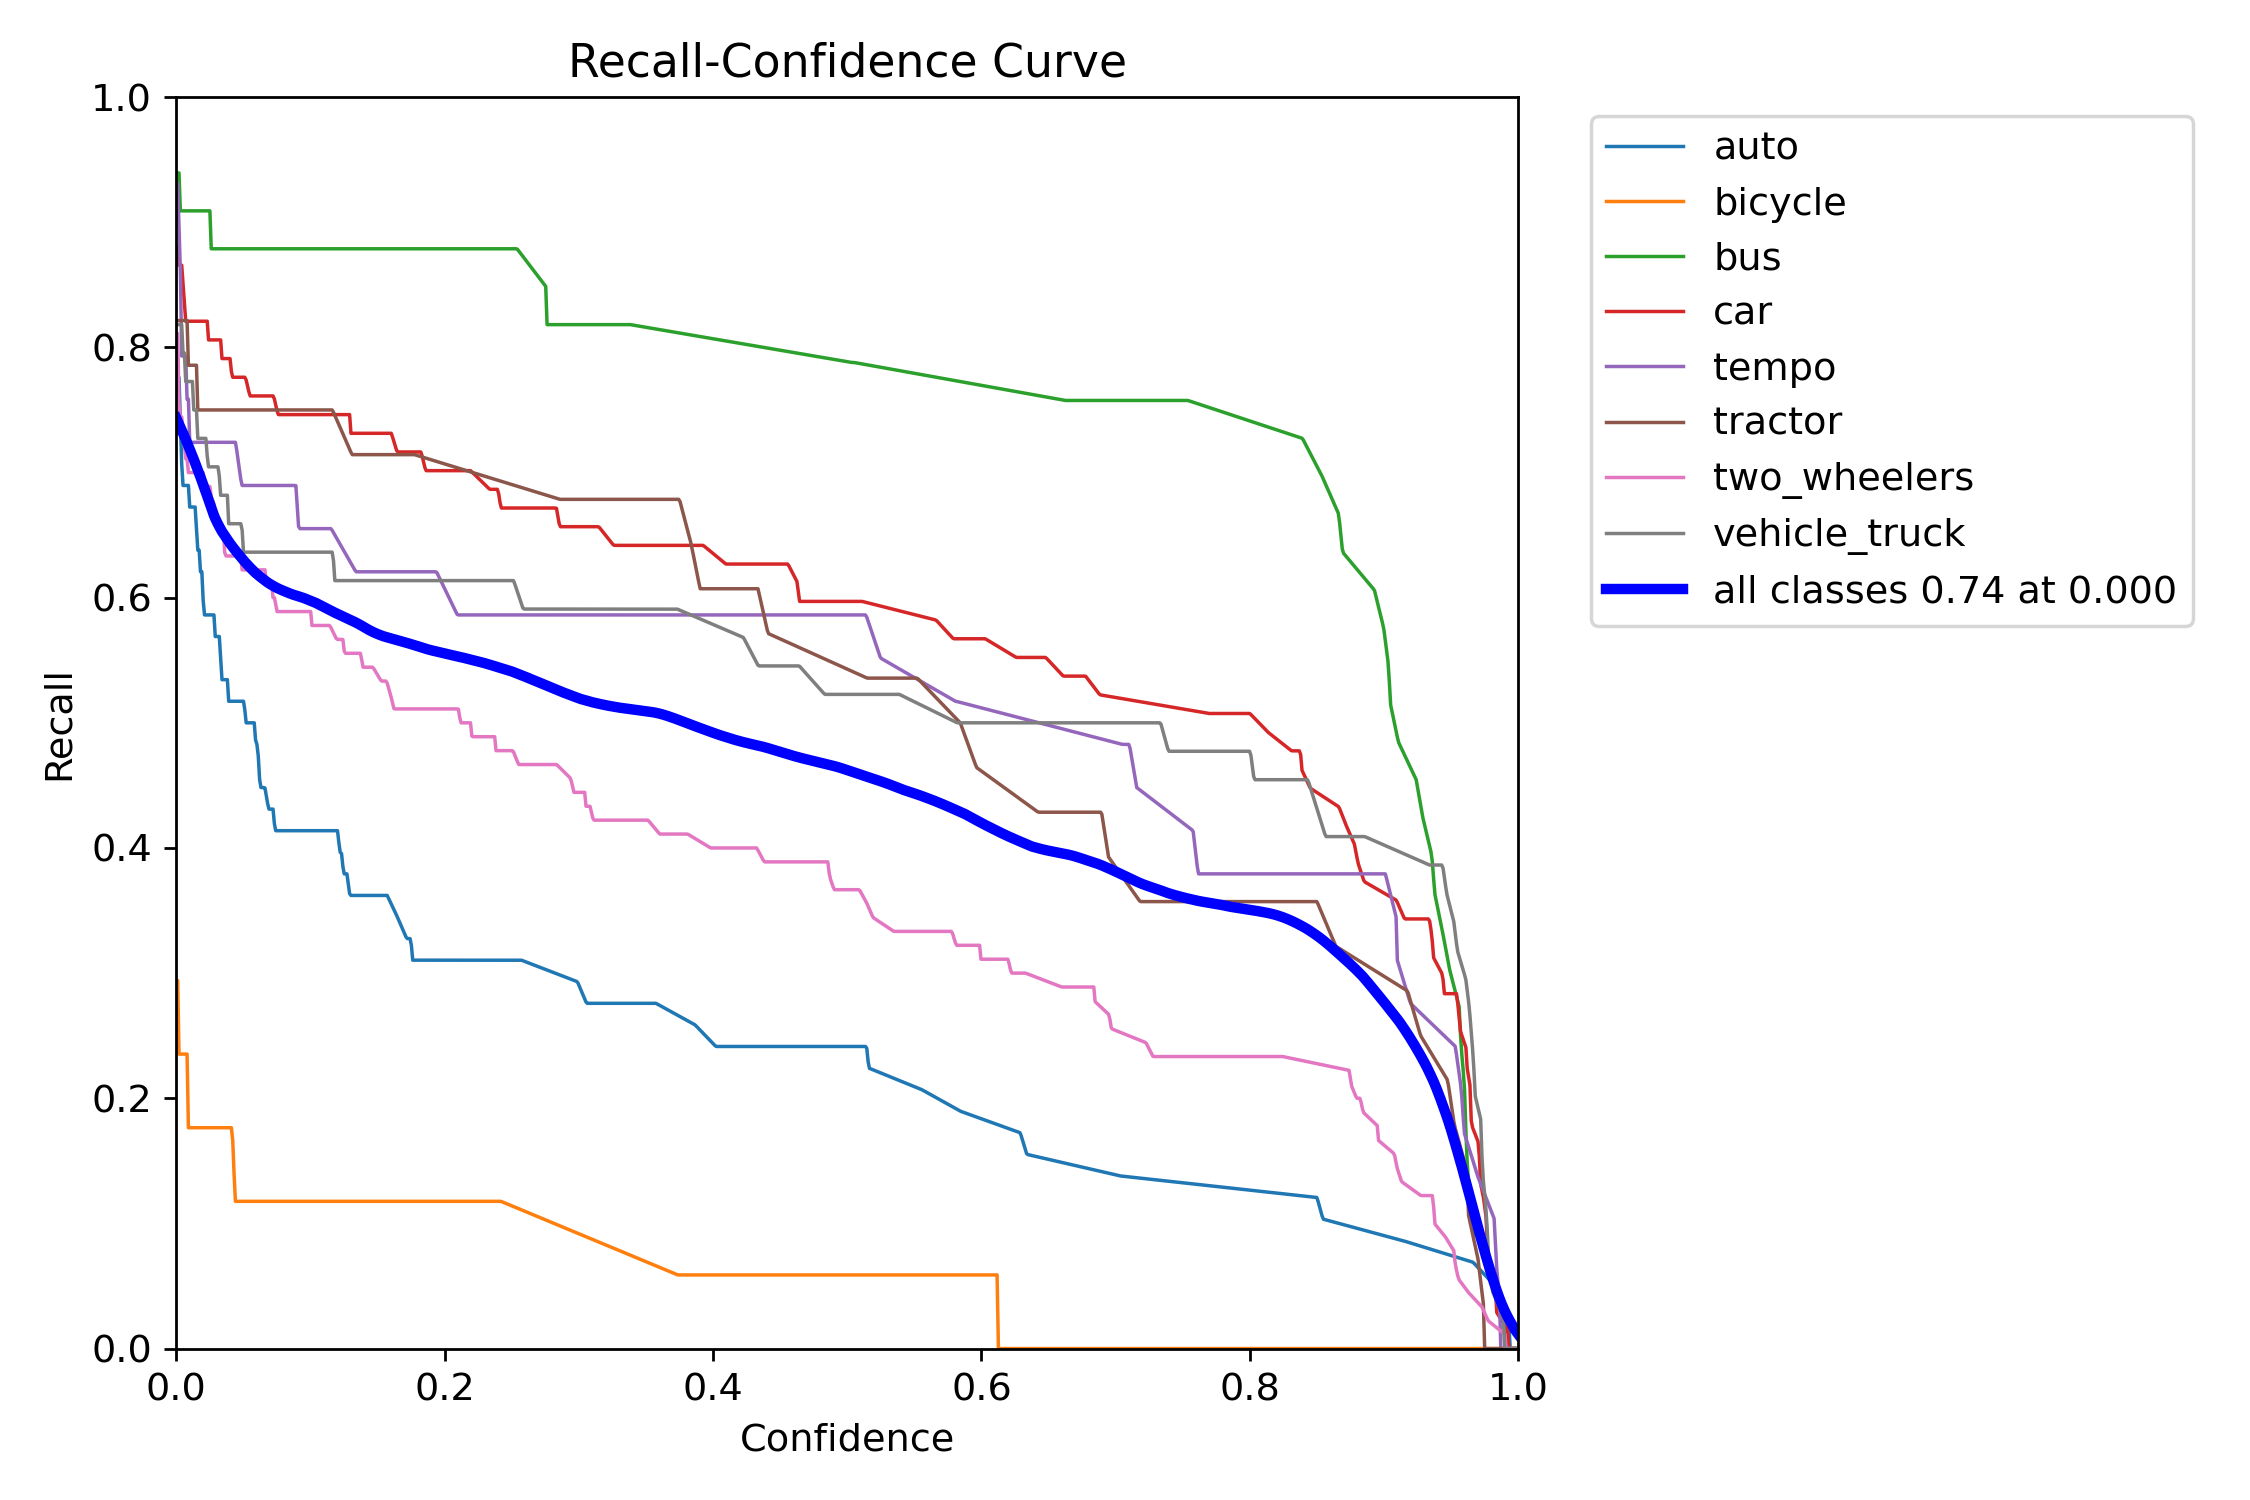 Recall-Confidence Curve
1.0
0.8
0.6
0.4
0.2
0.0
Recall
0.0 0.2 0.4 0.6 0.8 1.0
Confidence
auto
bicycle
bus
car
tempo
tractor
two_wheelers
vehicle_truck
all classes 0.74 at 0.000